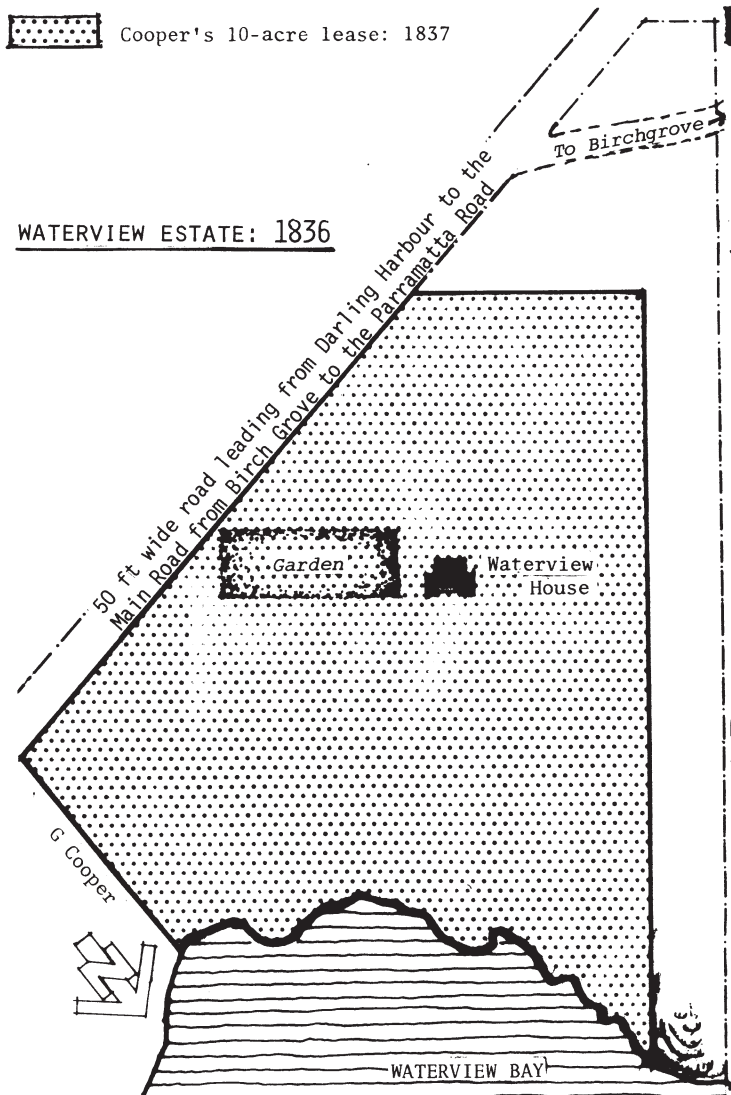 Cooper's 10-acre lease: 1837
To Birchgrove
WATERVIEW ESTATE: 1836
50 ft wide road leading from Darling Harbour to the
Main Road from Birch Grove to the Parramatta Road
Garden
Waterview
House
G Cooper
N
WATERVIEW BAY